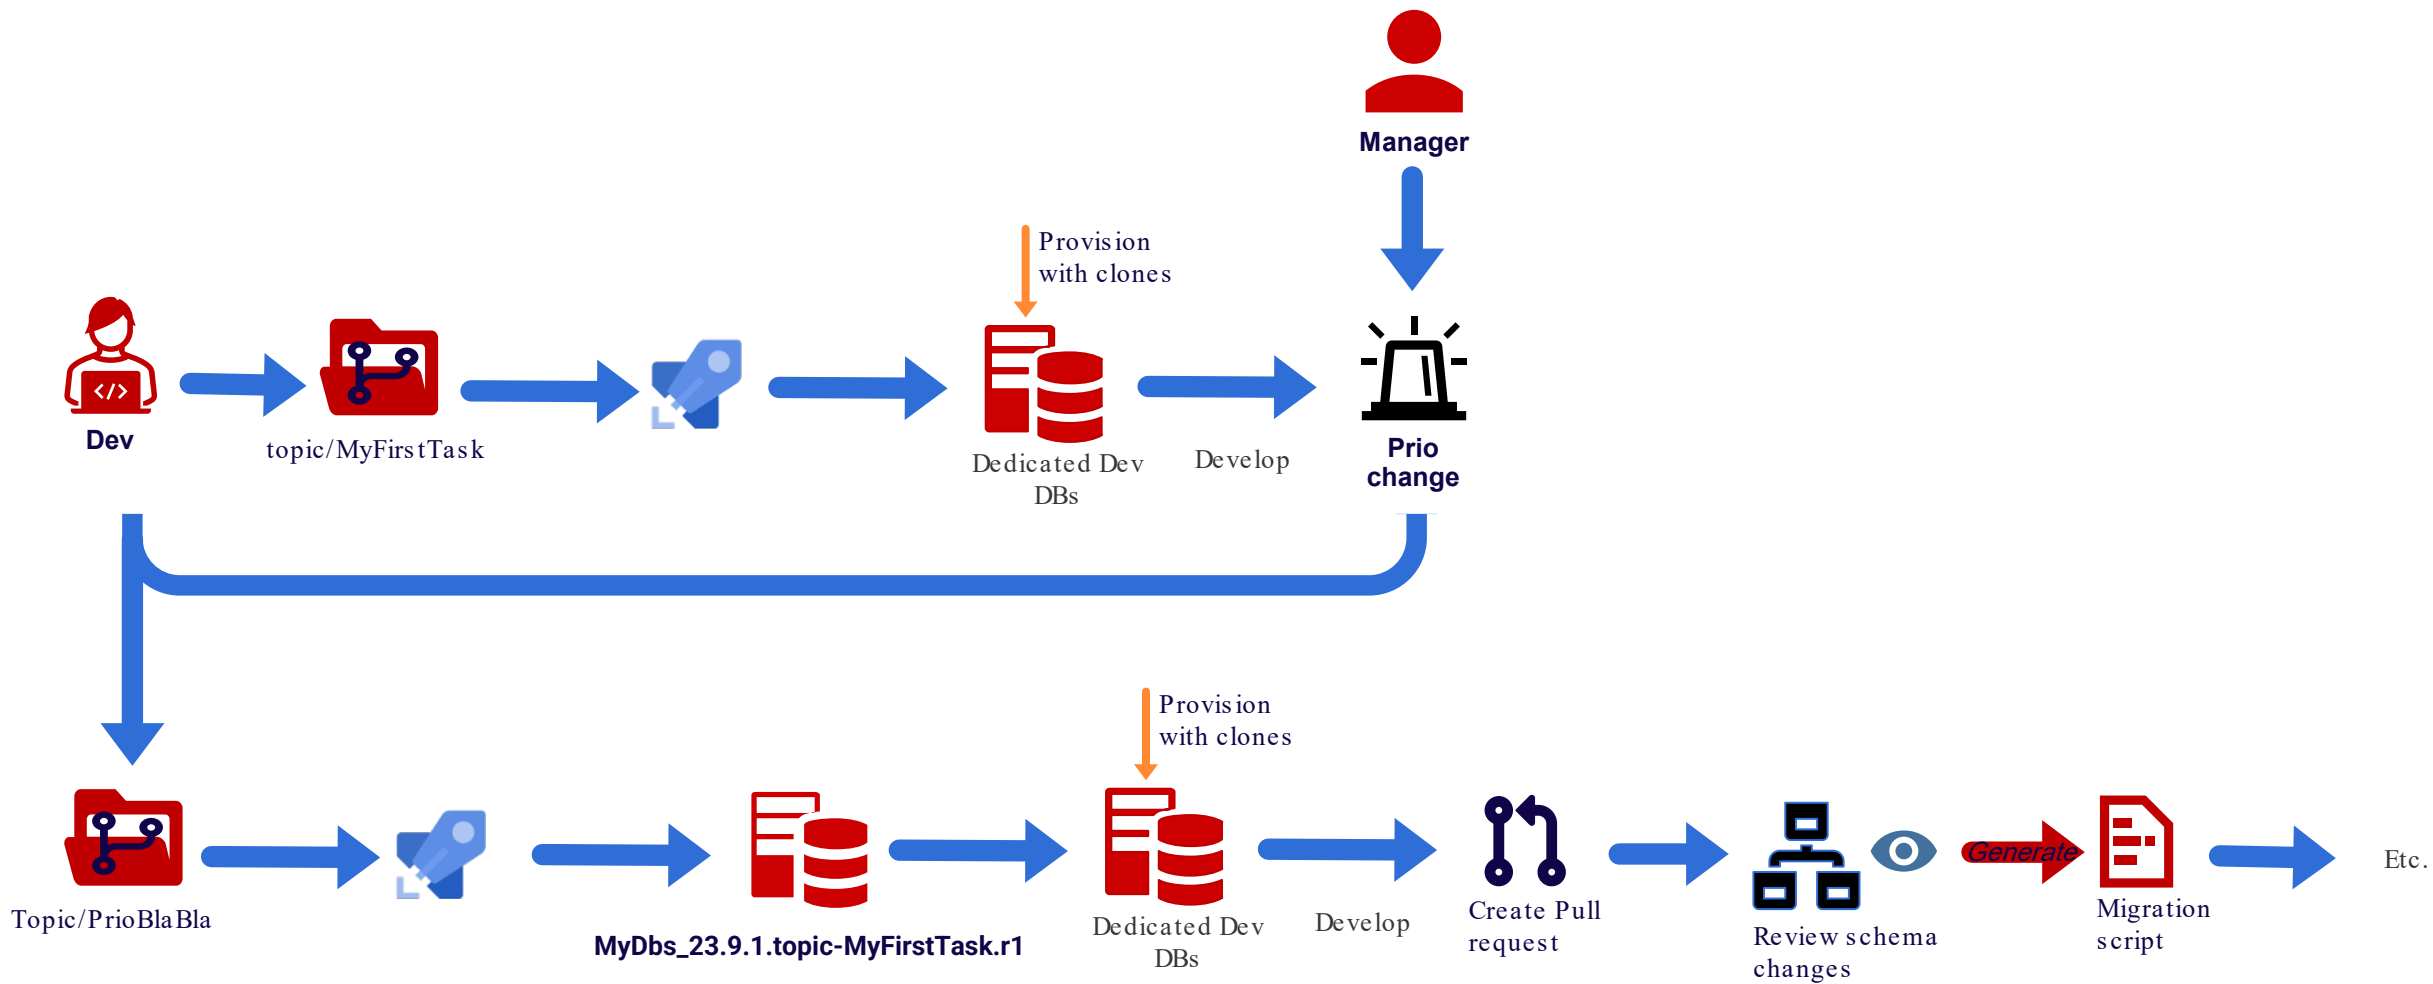 Manager
Provision
with clones
Dev
topic/MyFirstTask
Dedicated Dev
DBs
Develop
Prio
change
Provision
with clones
Topic/PrioBlaBla
MyDbs_23.9.1.topic-MyFirstTask.r1
Dedicated Dev
DBs
Develop
Create Pull
request
Review schema
changes
Generate
Migration
script
Etc.